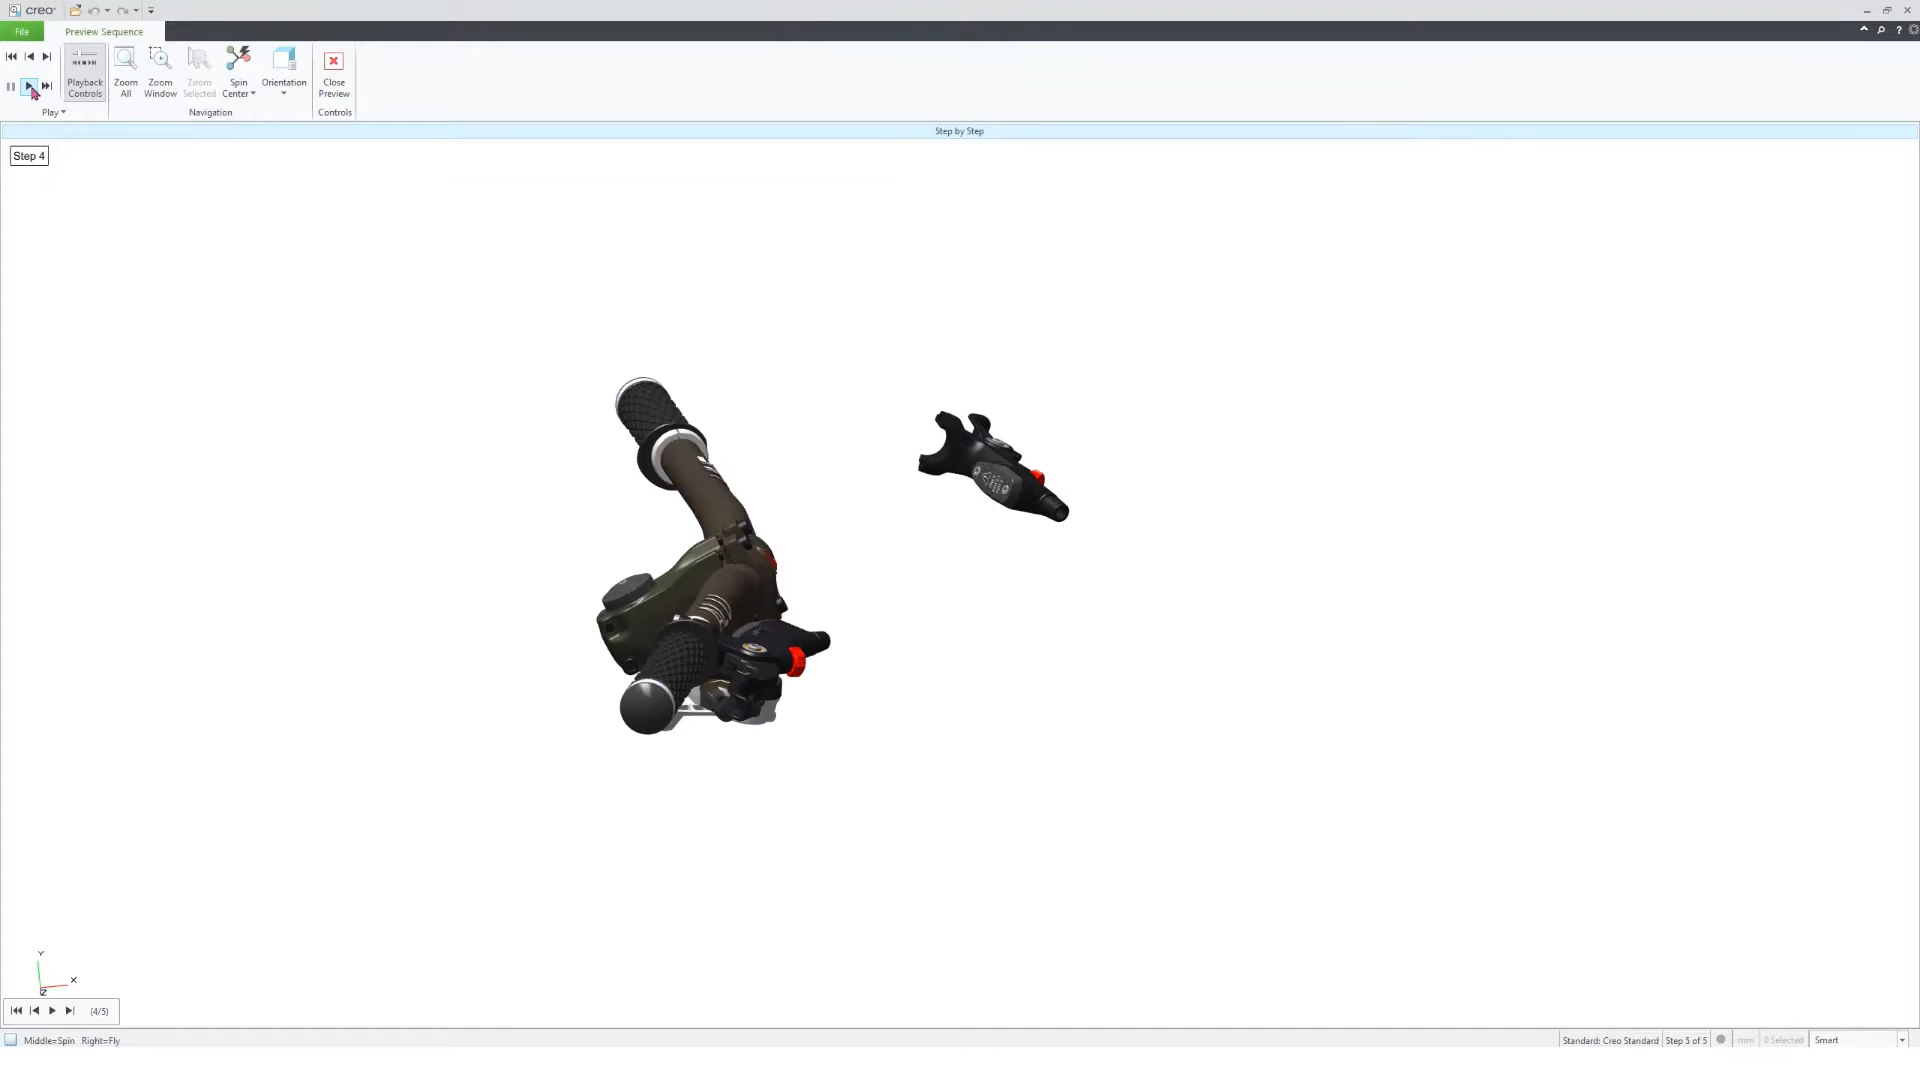 creo
File
Preview Sequence
Playback Controls
Zoom All
Zoom Window
Zoom Selected
Spin Center
Orientation
Close Preview
Play
Navigation
Controls
Step by Step
Step 4
Y
X
Z
(4/5)
Middle=Spin Right=Fly
Standard: Creo Standard
Step 5 of 5
mm
0 Selected
Smart